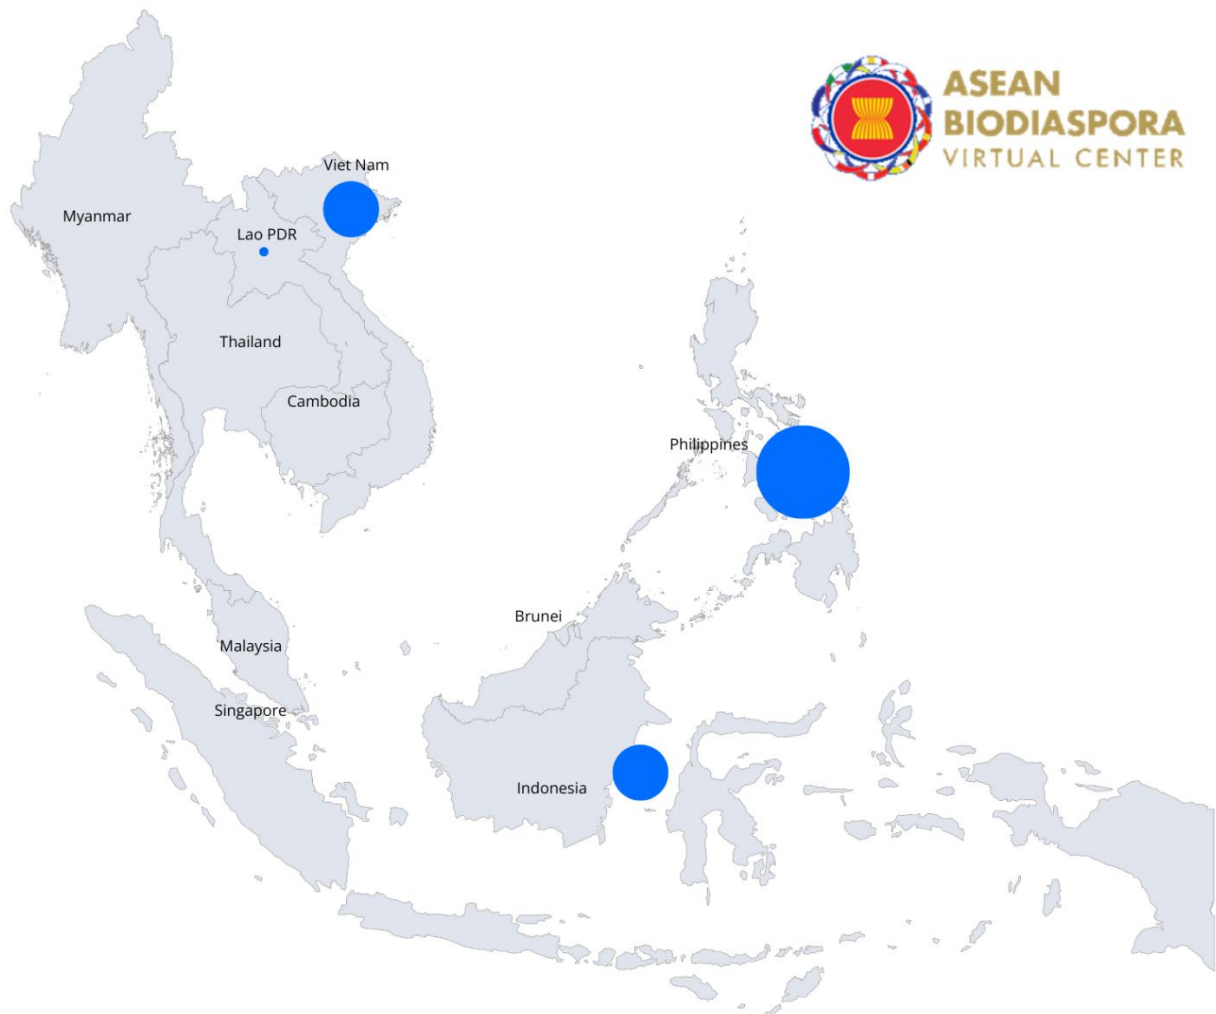 ASEAN
BIODIASPORA
VIRTUAL CENTER
Viet Nam
Myanmar
Lao PDR
Thailand
Cambodia
Philippines
Brunei
Malaysia
Singapore
Indonesia